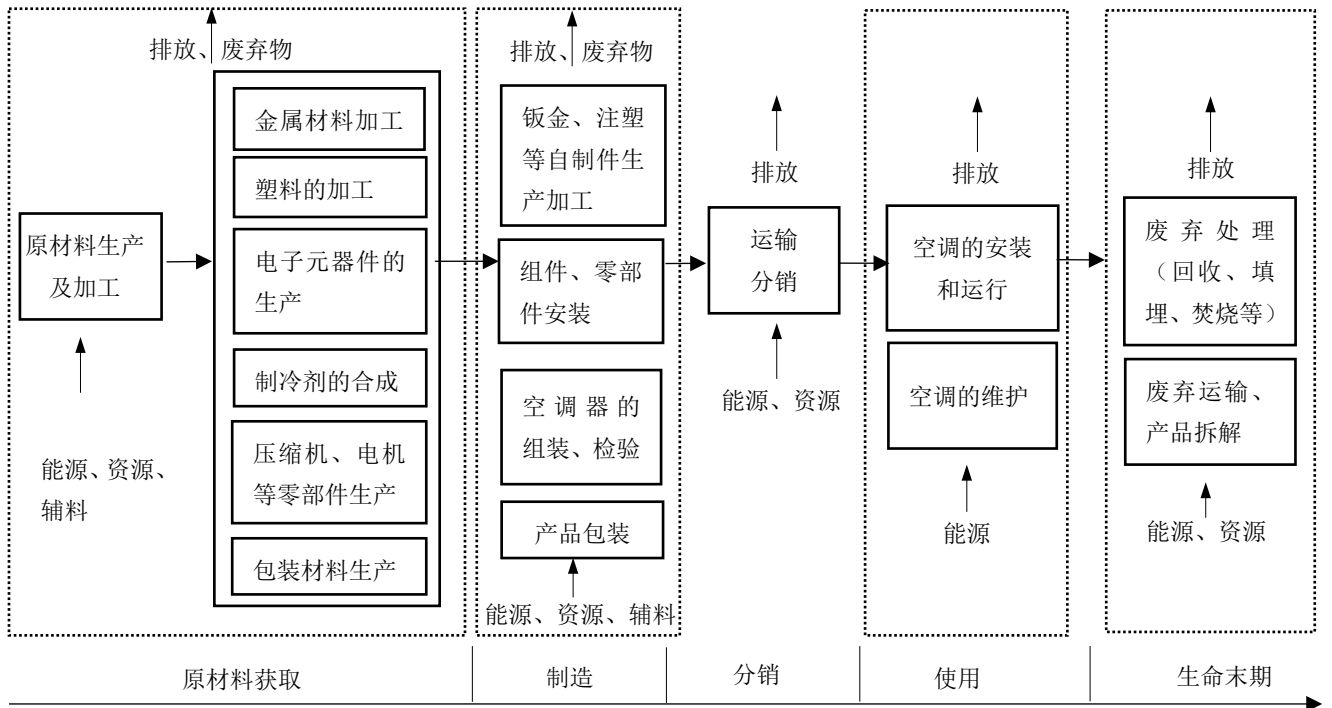 排放、废弃物
金属材料加工
塑料的加工
原材料生产
及加工
电子元器件的
生产
制冷剂的合成
压缩机、电机
等零部件生产
包装材料生产
能源、资源、
辅料
排放、废弃物
钣金、注塑
等自制件生
产加工
组件、零部
件安装
空调器的
组装、检验
产品包装
能源、资源、辅料
排放
运输
分销
能源、资源
排放
空调的安装
和运行
空调的维护
能源
排放
废弃处理
（回收、填
埋、焚烧等）
废弃运输、
产品拆解
能源、资源
原材料获取
制造
分销
使用
生命末期